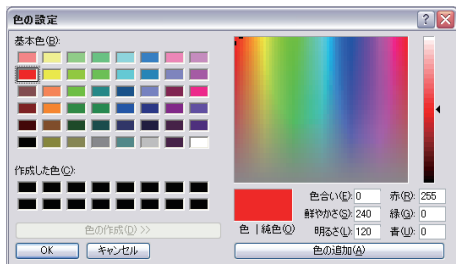 色の設定
基本色(B):
作成した色(C):
色の作成(D) >>
OK キャンセル
色 | 純色(O)
色合い(E): 0 赤(R): 255
鮮やかさ(S): 240 緑(G): 0
明るさ(L): 120 青(U): 0
色の追加(A)